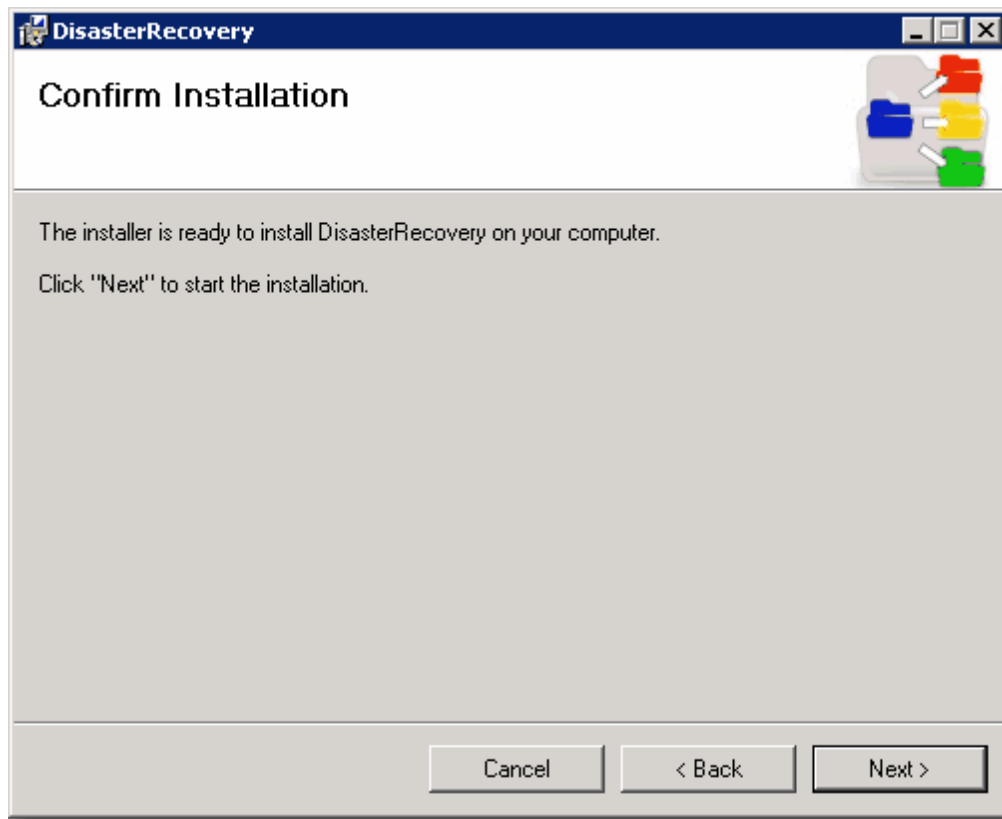 DisasterRecovery
Confirm Installation
The installer is ready to install DisasterRecovery on your computer.
Click "Next" to start the installation.
Cancel
< Back
Next >